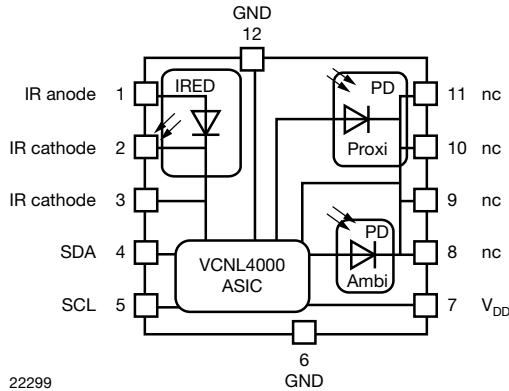 GND
12
IRED
PD
IR anode 1
11 nc
IR cathode 2
Proxi
10 nc
IR cathode 3
9 nc
PD
SDA 4
VCNL4000
ASIC
Ambi
8 nc
SCL 5
7 VDD
6
GND
22299